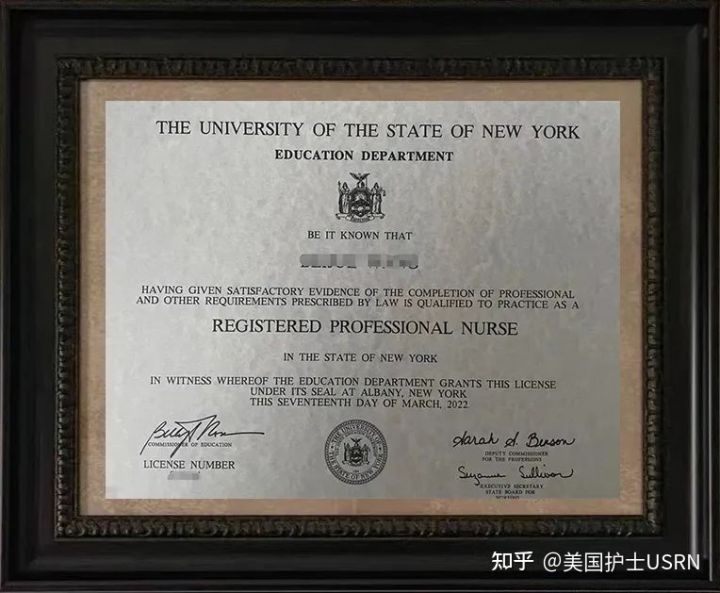 THE UNIVERSITY OF THE STATE OF NEW YORK
EDUCATION DEPARTMENT
BE IT KNOWN THAT
HAVING GIVEN SATISFACTORY EVIDENCE OF THE COMPLETION OF PROFESSIONAL
AND OTHER REQUIREMENTS PRESCRIBED BY LAW IS QUALIFIED TO PRACTICE AS A
REGISTERED PROFESSIONAL NURSE
IN THE STATE OF NEW YORK
IN WITNESS WHEREOF THE EDUCATION DEPARTMENT GRANTS THIS LICENSE
UNDER ITS SEAL AT ALBANY, NEW YORK
THIS SEVENTEENTH DAY OF MARCH, 2022
COMMISSIONER OF EDUCATION
LICENSE NUMBER
Sarah S. Benson
DEPUTY COMMISSIONER
FOR THE PROFESSIONS
Suzanne Sullivan
EXECUTIVE SECRETARY
STATE BOARD FOR
知乎 @美国护士USRN